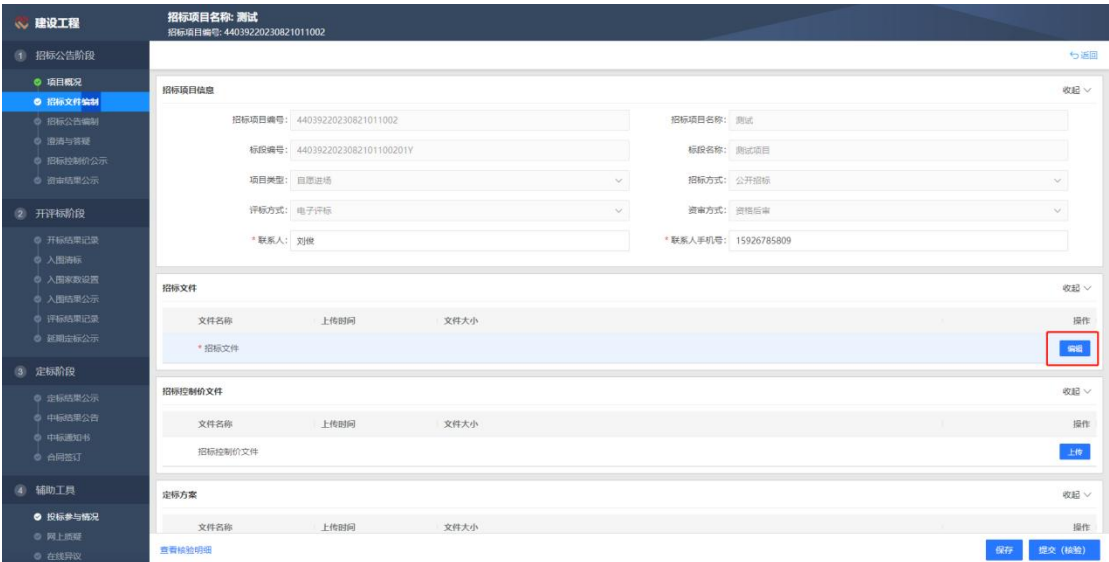 建设工程
招标项目名称: 测试
招标项目编号: 44039220230821011002
1 招标公告阶段
返回
项目概况
招标文件编制
招标公告编制
澄清与答疑
招标控制价公示
资审结果公示
2 开评标阶段
开标结果记录
入围清标
入围家数设置
入围结果公示
评标结果记录
延期定标公示
3 定标阶段
定标结果公示
中标结果公告
中标通知书
合同签订
4 辅助工具
投标参与情况
网上质疑
在线异议
招标项目信息 收起
招标项目编号: 44039220230821011002 招标项目名称: 测试
标段编号: 4403922023082101100201Y 标段名称: 测试项目
项目类型: 自愿进场 招标方式: 公开招标
评标方式: 电子评标 资审方式: 资格后审
* 联系人: 刘俊 * 联系人手机号: 15926785809
招标文件 收起
文件名称 上传时间 文件大小 操作
* 招标文件 编辑
招标控制价文件 收起
文件名称 上传时间 文件大小 操作
招标控制价文件 上传
定标方案 收起
文件名称 上传时间 文件大小 操作
查看核验明细 保存 提交（核验）